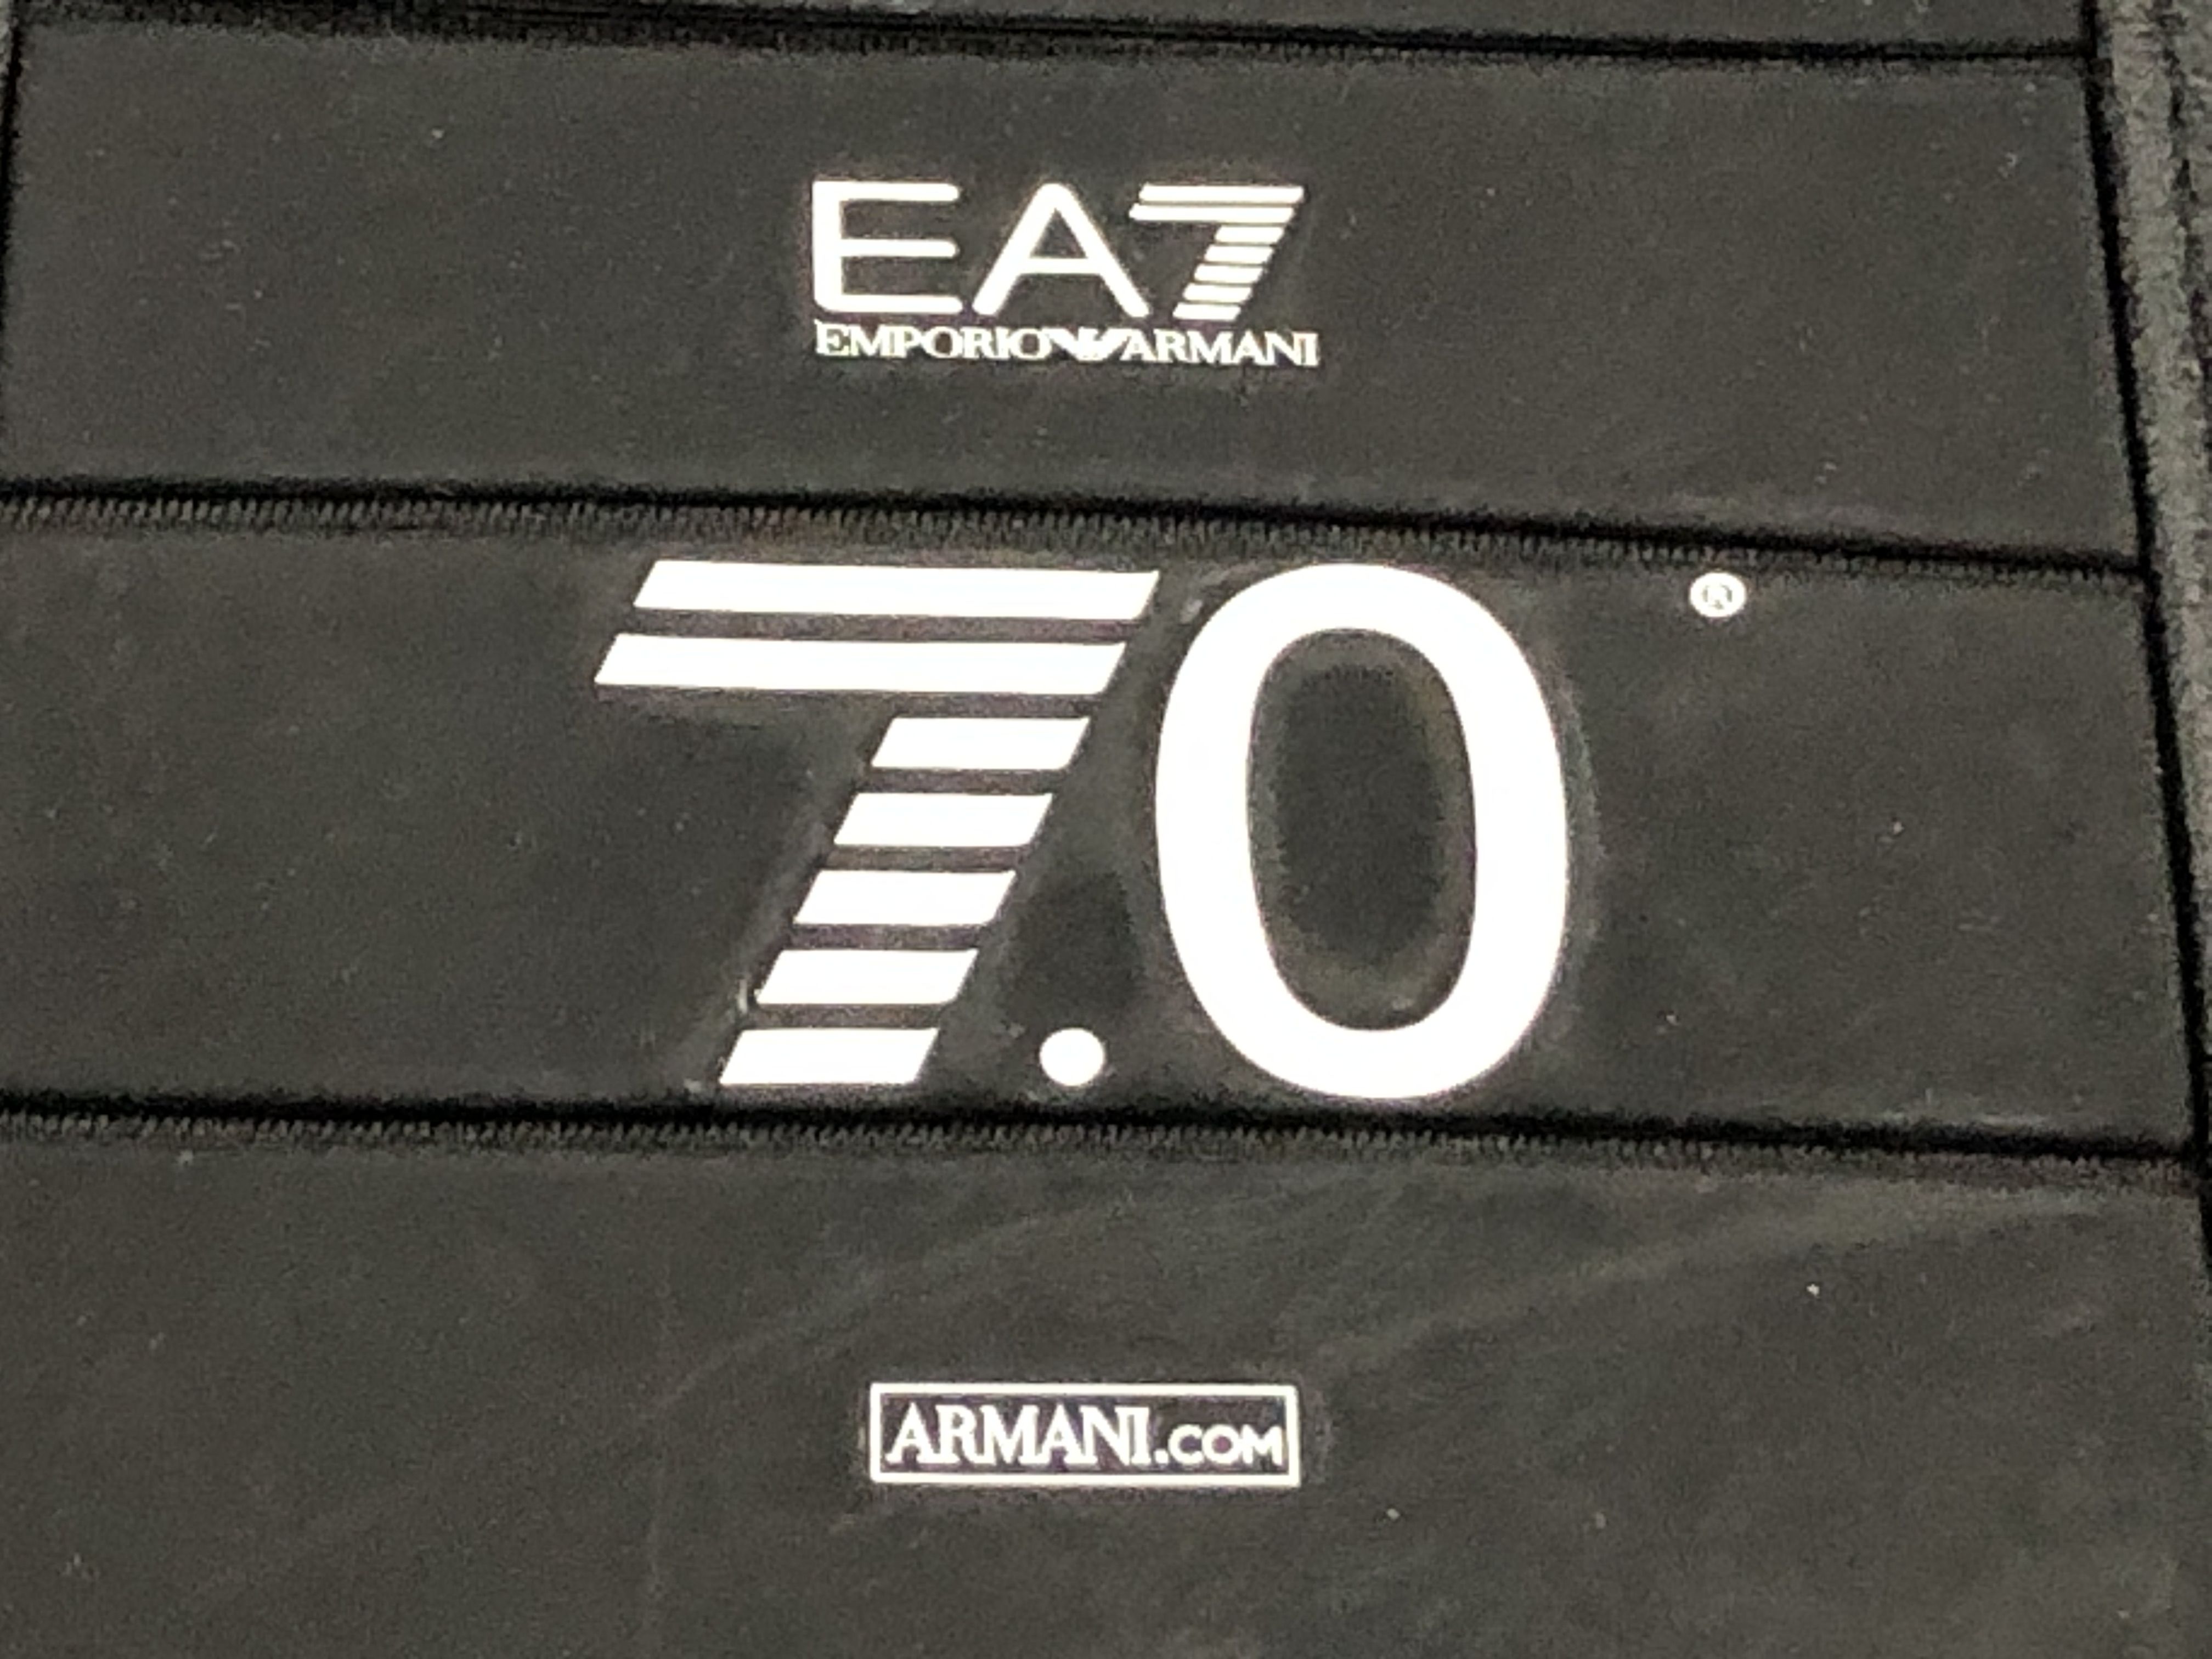 EA7
EMPORIO ARMANI
7.0 ®
ARMANI.COM